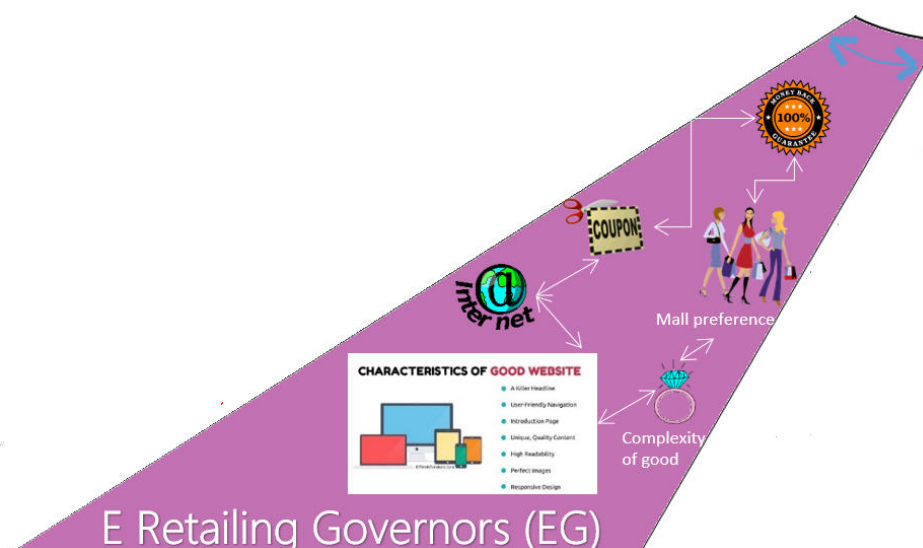 MONEY BACK
100%
GUARANTEE
COUPON
@
Inter net
Mall preference
CHARACTERISTICS OF GOOD WEBSITE
A Killer Headline
User-Friendly Navigation
Introduction Page
Unique, Quality Content
High Readability
Perfect Images
Responsive Design
Complexity
of good
E Retailing Governors (EG)